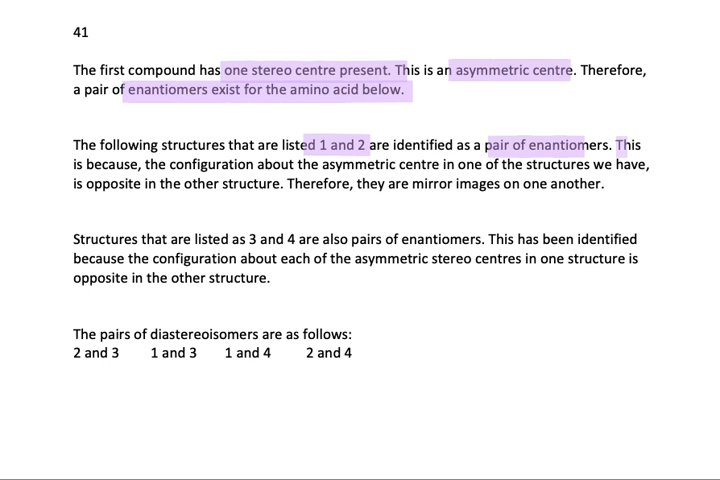 41
The first compound has one stereo centre present. This is an asymmetric centre. Therefore,
a pair of enantiomers exist for the amino acid below.
The following structures that are listed 1 and 2 are identified as a pair of enantiomers. This
is because, the configuration about the asymmetric centre in one of the structures we have,
is opposite in the other structure. Therefore, they are mirror images on one another.
Structures that are listed as 3 and 4 are also pairs of enantiomers. This has been identified
because the configuration about each of the asymmetric stereo centres in one structure is
opposite in the other structure.
The pairs of diastereoisomers are as follows:
2 and 3 1 and 3 1 and 4 2 and 4